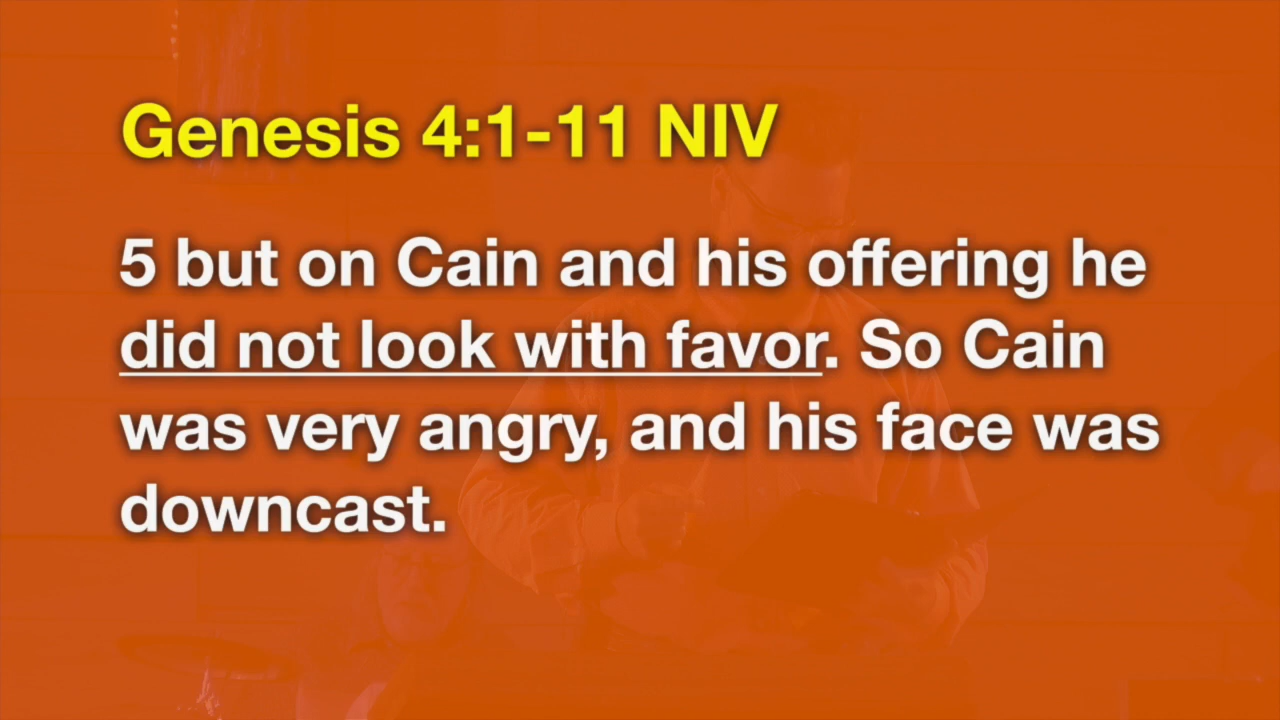 Genesis 4:1-11 NIV
5 but on Cain and his offering he
did not look with favor. So Cain
was very angry, and his face was
downcast.